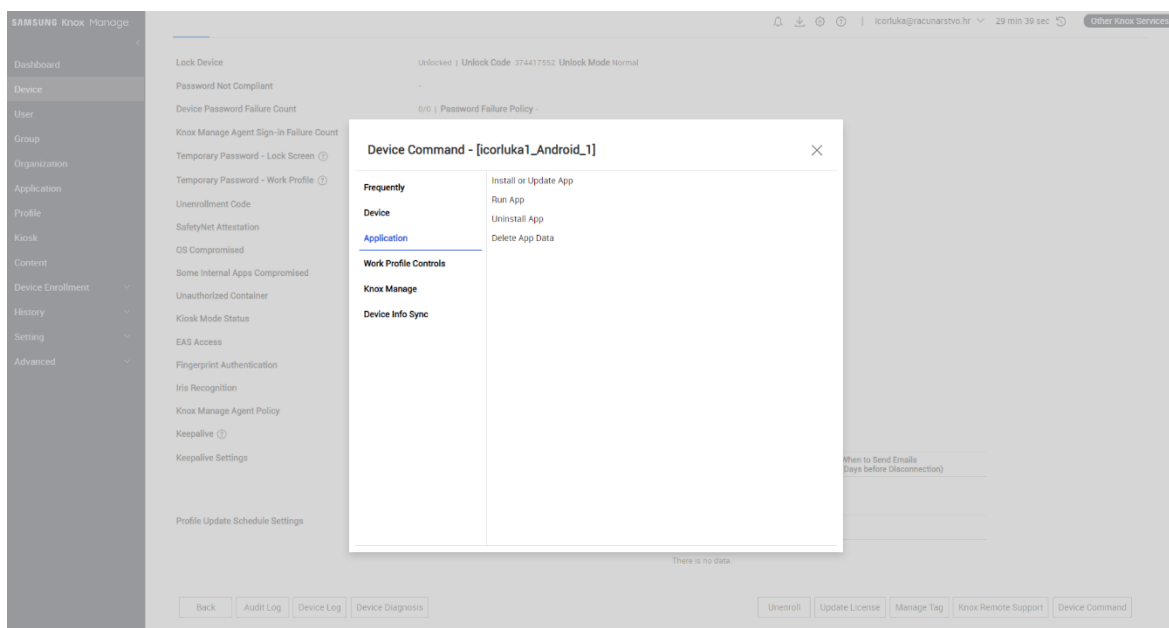 SAMSUNG Knox Manage
icorluka@racunarstvo.hr
29 min 39 sec
Other Knox Services
Dashboard
Device
User
Group
Organization
Application
Profile
Kiosk
Content
Device Enrollment
History
Setting
Advanced
Lock Device
Unlocked | Unlock Code 374417552 Unlock Mode Normal
Password Not Compliant
-
Device Password Failure Count
0/0 | Password Failure Policy -
Knox Manage Agent Sign-in Failure Count
Temporary Password - Lock Screen
Temporary Password - Work Profile
Unenrollment Code
SafetyNet Attestation
OS Compromised
Some Internal Apps Compromised
Unauthorized Container
Kiosk Mode Status
EAS Access
Fingerprint Authentication
Iris Recognition
Knox Manage Agent Policy
Keepalive
Keepalive Settings
When to Send Emails
(Days before Disconnection)
Profile Update Schedule Settings
There is no data.
Device Command - [icorluka1_Android_1]
Frequently
Device
Application
Work Profile Controls
Knox Manage
Device Info Sync
Install or Update App
Run App
Uninstall App
Delete App Data
Back
Audit Log
Device Log
Device Diagnosis
Unenroll
Update License
Manage Tag
Knox Remote Support
Device Command